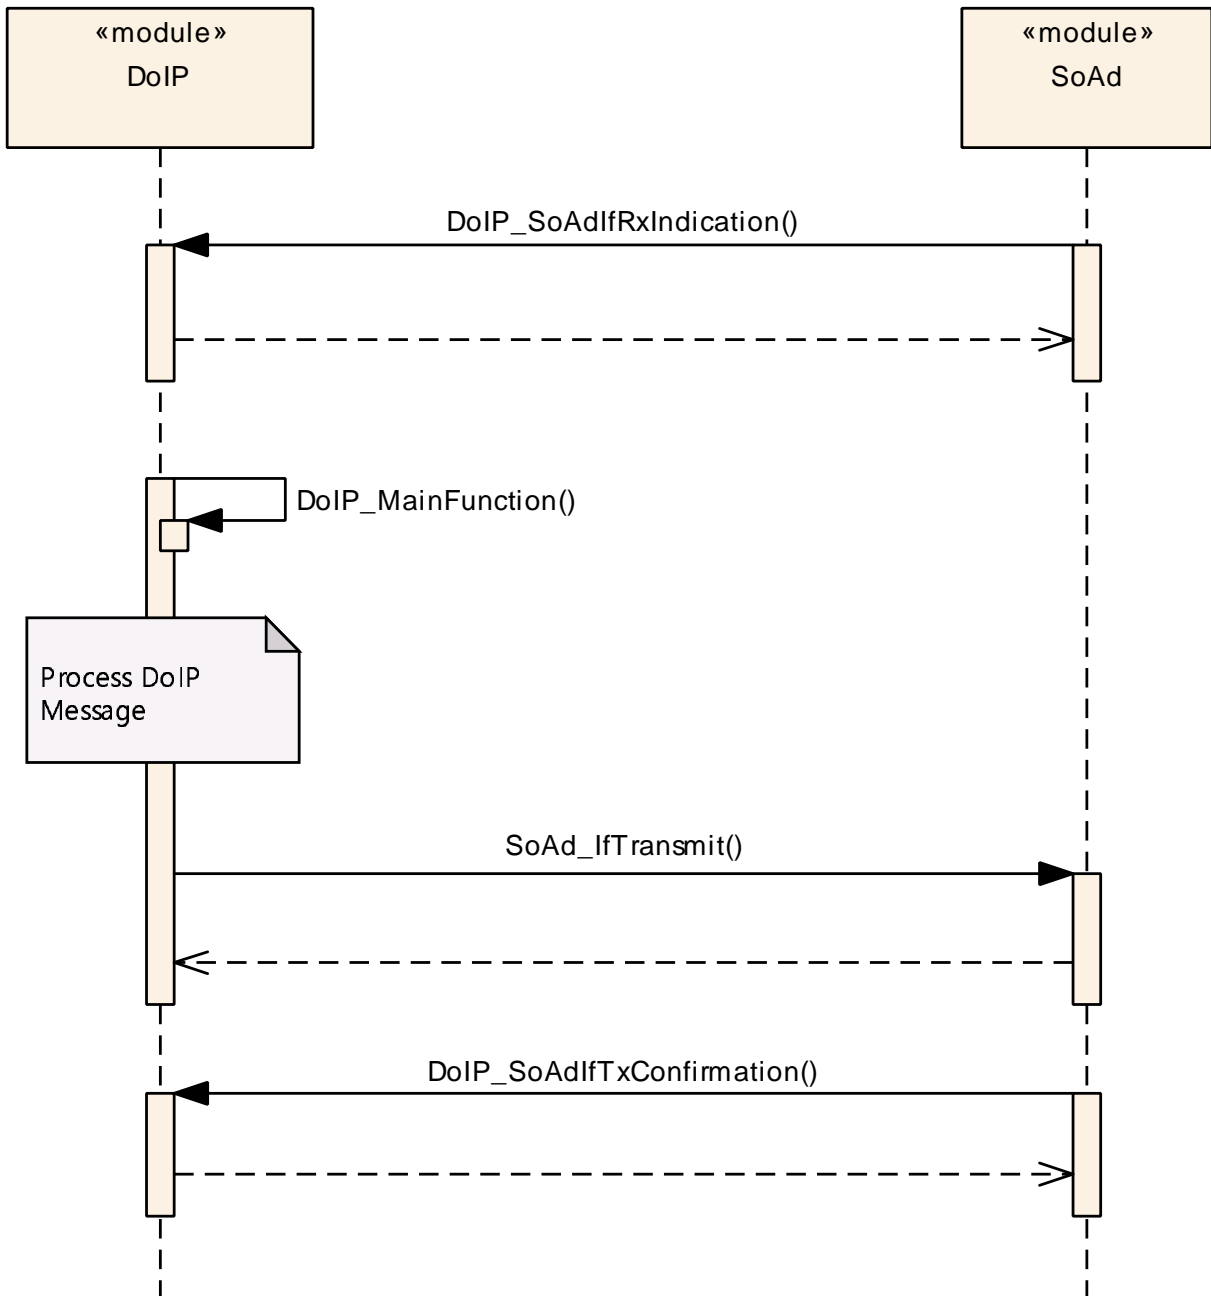 «module»
DoIP
«module»
SoAd
DoIP_SoAdIfRxIndication()
DoIP_MainFunction()
Process DoIP
Message
SoAd_IfTransmit()
DoIP_SoAdIfTxConfirmation()